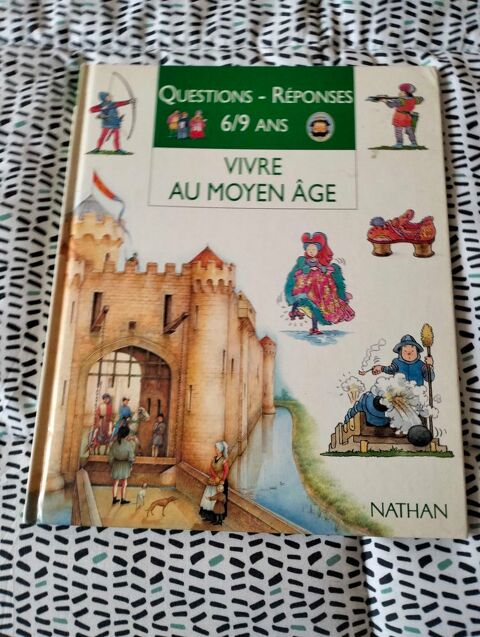 QUESTIONS - RÉPONSES
6/9 ANS
VIVRE
AU MOYEN ÂGE
NATHAN